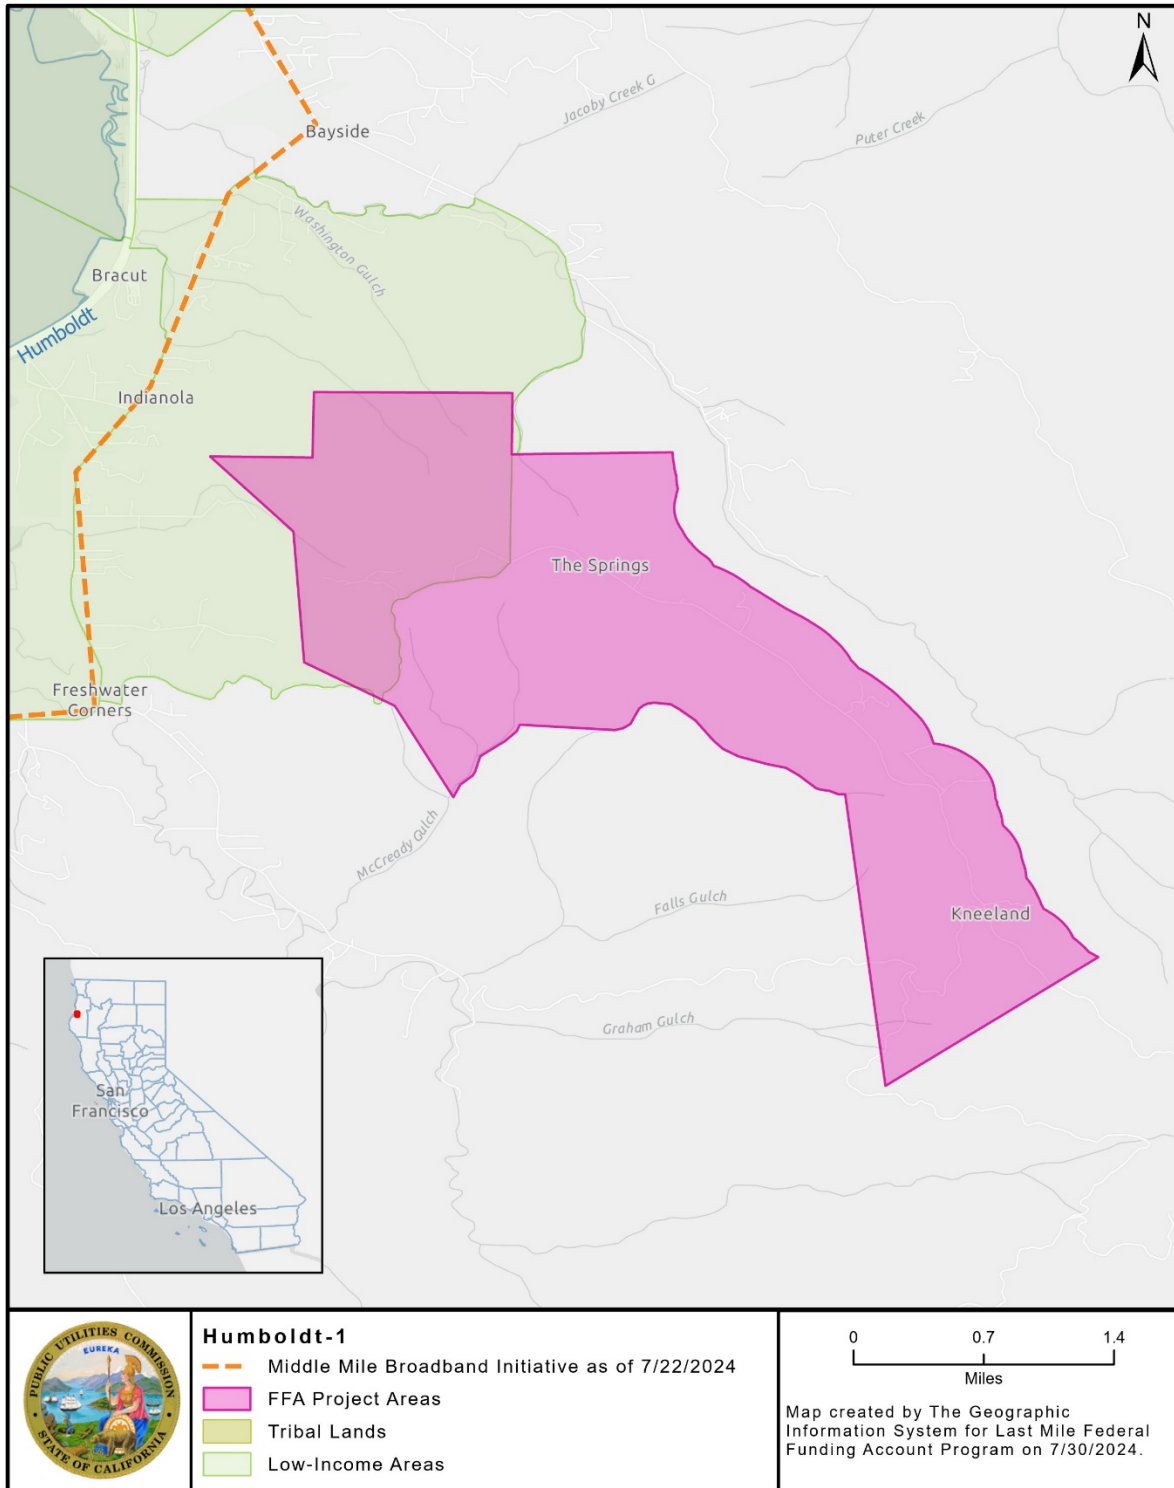 N
Jacoby Creek G
Puter Creek
Bayside
Washington Gulch
Bracut
Humboldt
Indianola
The Springs
Freshwater
Corners
McCready Gulch
Falls Gulch
Kneeland
Graham Gulch
San
Francisco
Los Angeles
PUBLIC UTILITIES COMMISSION
EUREKA
STATE OF CALIFORNIA
Humboldt-1
Middle Mile Broadband Initiative as of 7/22/2024
FFA Project Areas
Tribal Lands
Low-Income Areas
0 0.7 1.4
Miles
Map created by The Geographic
Information System for Last Mile Federal
Funding Account Program on 7/30/2024.